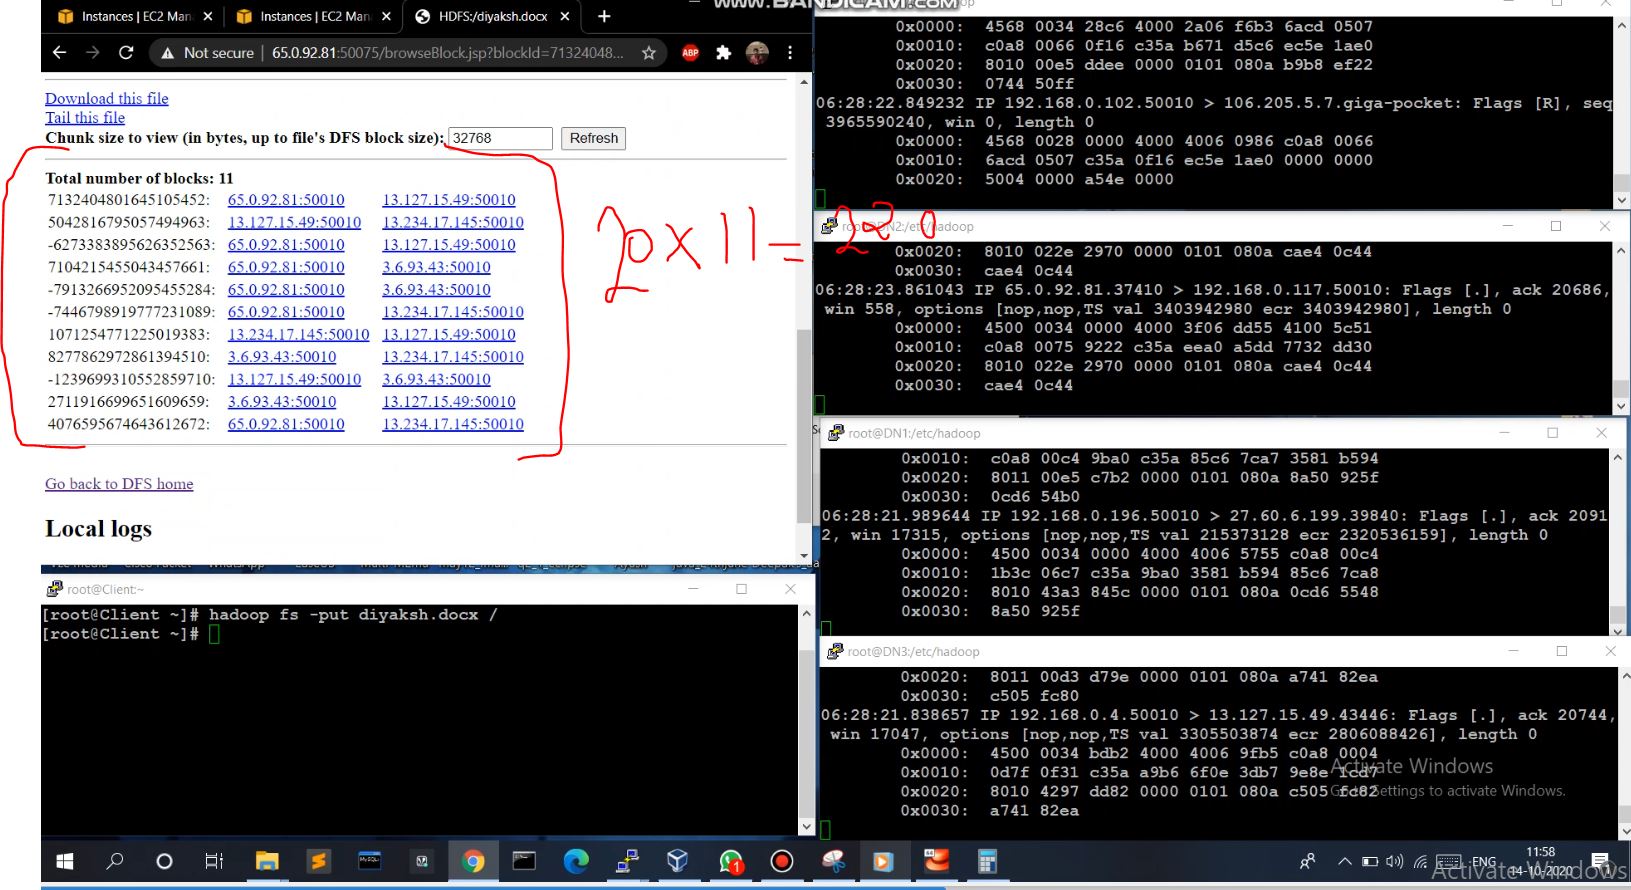 www.BANDICAM.com
Instances | EC2 Man
Instances | EC2 Man
HDFS:/diyaksh.docx
Not secure | 65.0.92.81:50075/browseBlock.jsp?blockId=71324048...
ABP
Download this file
Tail this file
Chunk size to view (in bytes, up to file's DFS block size): 32768 Refresh
Total number of blocks: 11
7132404801645105452: 65.0.92.81:50010 13.127.15.49:50010
5042816795057494963: 13.127.15.49:50010 13.234.17.145:50010
-6273383895626352563: 65.0.92.81:50010 13.127.15.49:50010
7104215455043457661: 65.0.92.81:50010 3.6.93.43:50010
-7913266952095455284: 65.0.92.81:50010 3.6.93.43:50010
-7446798919777231089: 65.0.92.81:50010 13.234.17.145:50010
1071254771225019383: 13.234.17.145:50010 13.127.15.49:50010
8277862972861394510: 3.6.93.43:50010 13.234.17.145:50010
-1239699310552859710: 13.127.15.49:50010 3.6.93.43:50010
2711916699651609659: 3.6.93.43:50010 13.127.15.49:50010
4076595674643612672: 65.0.92.81:50010 13.234.17.145:50010
20 x 11 = 220
Go back to DFS home
Local logs
root@Client:~
[root@Client ~]# hadoop fs -put diyaksh.docx /
[root@Client ~]#
0x0000: 4568 0034 28c6 4000 2a06 f6b3 6acd 0507
0x0010: c0a8 0066 0f16 c35a b671 d5c6 ec5e 1ae0
0x0020: 8010 00e5 ddee 0000 0101 080a b9b8 ef22
0x0030: 0744 50ff
06:28:22.849232 IP 192.168.0.102.50010 > 106.205.5.7.giga-pocket: Flags [R], seq
3965590240, win 0, length 0
0x0000: 4568 0028 0000 4000 4006 0986 c0a8 0066
0x0010: 6acd 0507 c35a 0f16 ec5e 1ae0 0000 0000
0x0020: 5004 0000 a54e 0000
root@DN2:/etc/hadoop
0x0020: 8010 022e 2970 0000 0101 080a cae4 0c44
0x0030: cae4 0c44
06:28:23.861043 IP 65.0.92.81.37410 > 192.168.0.117.50010: Flags [.], ack 20686,
win 558, options [nop,nop,TS val 3403942980 ecr 3403942980], length 0
0x0000: 4500 0034 0000 4000 3f06 dd55 4100 5c51
0x0010: c0a8 0075 9222 c35a eea0 a5dd 7732 dd30
0x0020: 8010 022e 2970 0000 0101 080a cae4 0c44
0x0030: cae4 0c44
root@DN1:/etc/hadoop
0x0010: c0a8 00c4 9ba0 c35a 85c6 7ca7 3581 b594
0x0020: 8011 00e5 c7b2 0000 0101 080a 8a50 925f
0x0030: 0cd6 54b0
06:28:21.989644 IP 192.168.0.196.50010 > 27.60.6.199.39840: Flags [.], ack 2091
2, win 17315, options [nop,nop,TS val 215373128 ecr 2320536159], length 0
0x0000: 4500 0034 0000 4000 4006 5755 c0a8 00c4
0x0010: 1b3c 06c7 c35a 9ba0 3581 b594 85c6 7ca8
0x0020: 8010 43a3 845c 0000 0101 080a 0cd6 5548
0x0030: 8a50 925f
root@DN3:/etc/hadoop
0x0020: 8011 00d3 d79e 0000 0101 080a a741 82ea
0x0030: c505 fc80
06:28:21.838657 IP 192.168.0.4.50010 > 13.127.15.49.43446: Flags [.], ack 20744,
win 17047, options [nop,nop,TS val 3305503874 ecr 2806088426], length 0
0x0000: 4500 0034 bdb2 4000 4006 9fb5 c0a8 0004
0x0010: 0d7f 0f31 c35a a9b6 6f0e 3db7 9e8e 1cd7
0x0020: 8010 4297 dd82 0000 0101 080a c505 fc82
0x0030: a741 82ea
Activate Windows
Go to Settings to activate Windows.
ENG
11:58
14-10-2020
Activate Windows